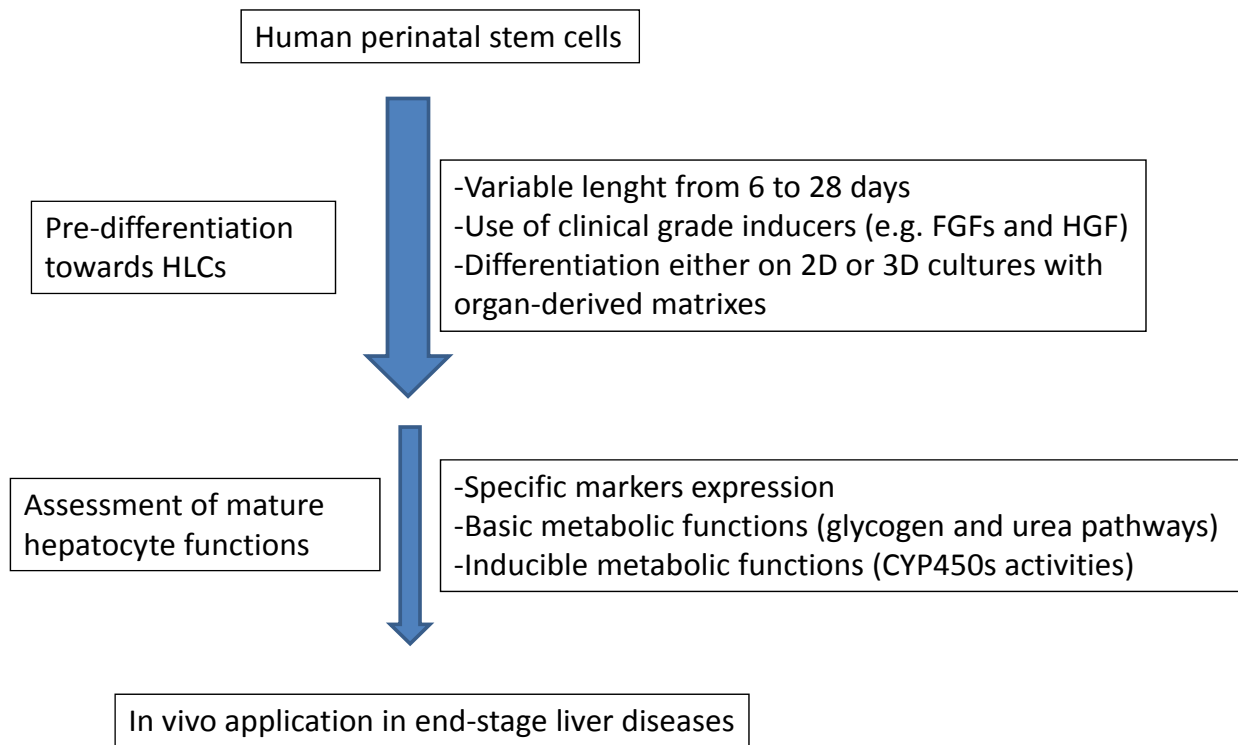 Human perinatal stem cells
-Variable lenght from 6 to 28 days
-Use of clinical grade inducers (e.g. FGFs and HGF)
-Differentiation either on 2D or 3D cultures with
organ-derived matrixes
Pre-differentiation
towards HLCs
-Specific markers expression
-Basic metabolic functions (glycogen and urea pathways)
-Inducible metabolic functions (CYP450s activities)
Assessment of mature
hepatocyte functions
In vivo application in end-stage liver diseases